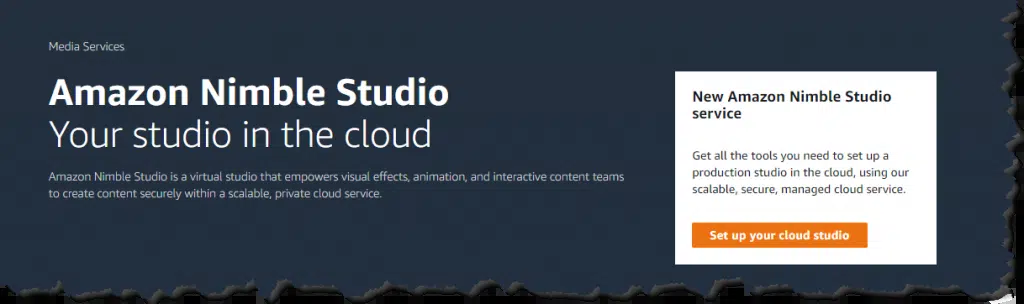 Media Services
Amazon Nimble Studio
Your studio in the cloud
Amazon Nimble Studio is a virtual studio that empowers visual effects, animation, and interactive content teams
to create content securely within a scalable, private cloud service.
New Amazon Nimble Studio
service
Get all the tools you need to set up a
production studio in the cloud, using our
scalable, secure, managed cloud service.
Set up your cloud studio